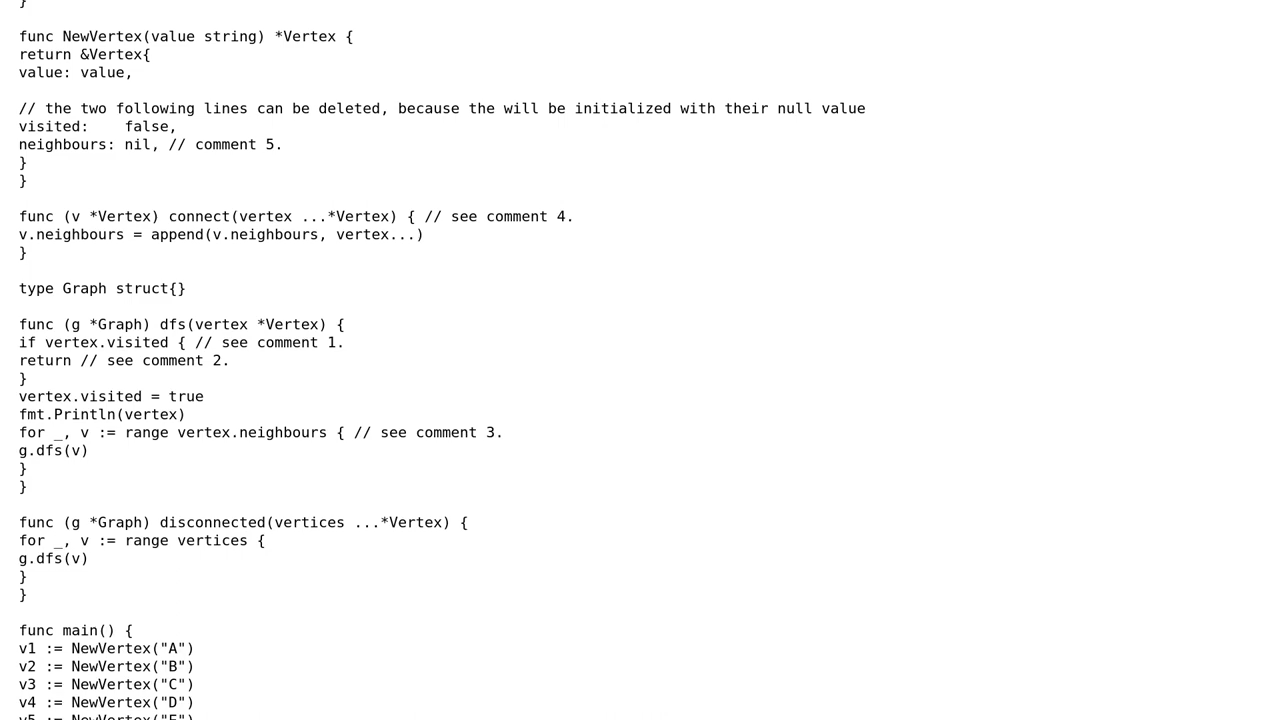 }
func NewVertex(value string) *Vertex {
return &Vertex{
value: value,
// the two following lines can be deleted, because the will be initialized with their null value
visited:    false,
neighbours: nil, // comment 5.
}
}
func (v *Vertex) connect(vertex ...*Vertex) { // see comment 4.
v.neighbours = append(v.neighbours, vertex...)
}
type Graph struct{}
func (g *Graph) dfs(vertex *Vertex) {
if vertex.visited { // see comment 1.
return // see comment 2.
}
vertex.visited = true
fmt.Println(vertex)
for _, v := range vertex.neighbours { // see comment 3.
g.dfs(v)
}
}
func (g *Graph) disconnected(vertices ...*Vertex) {
for _, v := range vertices {
g.dfs(v)
}
}
func main() {
v1 := NewVertex("A")
v2 := NewVertex("B")
v3 := NewVertex("C")
v4 := NewVertex("D")
v5 := NewVertex("E")